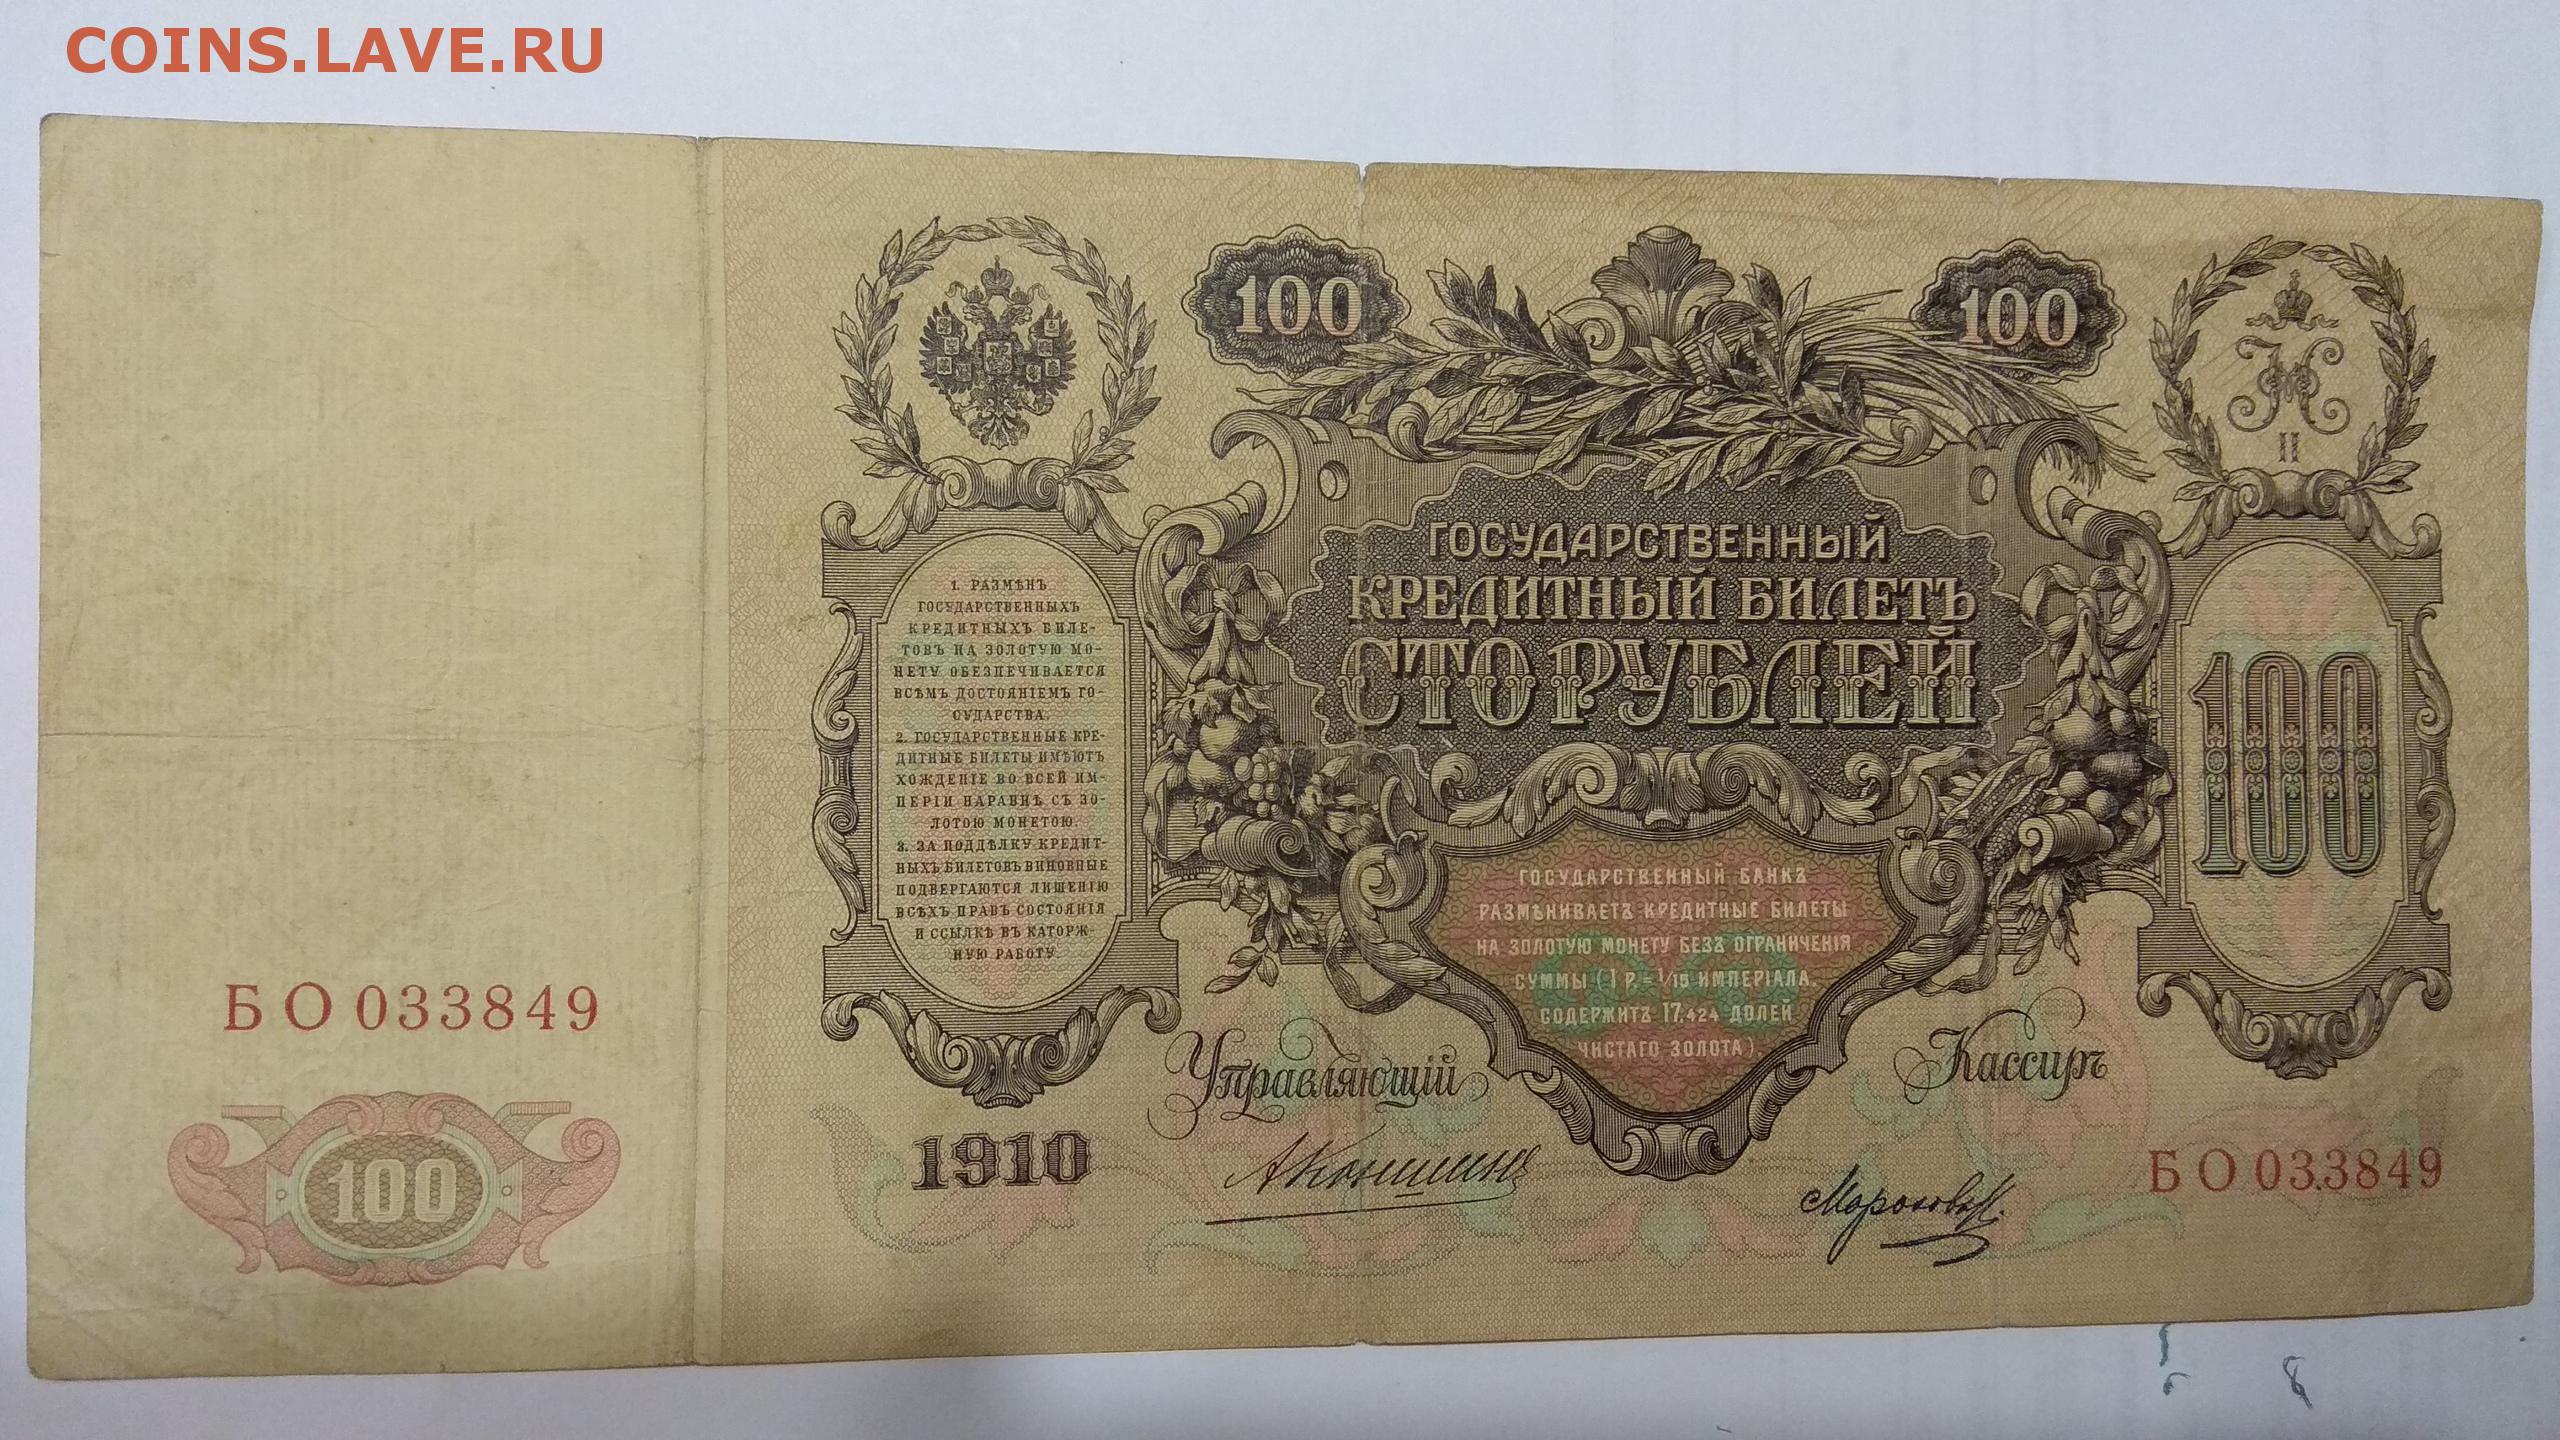 COINS.LAVE.RU
100
100
II
ГОСУДАРСТВЕННЫЙ
КРЕДИТНЫЙ БИЛЕТЪ
СТО РУБЛЕЙ
1. РАЗМѢНЪ
ГОСУДАРСТВЕННЫХЪ
КРЕДИТНЫХЪ БИЛЕ-
ТОВЪ НА ЗОЛОТУЮ МО-
НЕТУ ОБЕЗПЕЧИВАЕТСЯ
ВСѢМЪ ДОСТОЯНІЕМЪ ГО-
СУДАРСТВА.
2. ГОСУДАРСТВЕННЫЕ КРЕ-
ДИТНЫЕ БИЛЕТЫ ИМѢЮТЪ
ХОЖДЕНІЕ ВО ВСЕЙ ИМ-
ПЕРІИ НАРАВНѢ СЪ ЗО-
ЛОТОЮ МОНЕТОЮ.
3. ЗА ПОДДѢЛКУ КРЕДИТ-
НЫХЪ БИЛЕТОВЪ ВИНОВНЫЕ
ПОДВЕРГАЮТСЯ ЛИШЕНІЮ
ВСѢХЪ ПРАВЪ СОСТОЯНІЯ
И ССЫЛКѢ ВЪ КАТОРЖ-
НУЮ РАБОТУ.
100
ГОСУДАРСТВЕННЫЙ БАНКЪ
РАЗМѢНИВАЕТЪ КРЕДИТНЫЕ БИЛЕТЫ
НА ЗОЛОТУЮ МОНЕТУ БЕЗЪ ОГРАНИЧЕНІЯ
СУММЫ (1 Р. = 1/15 ИМПЕРІАЛА,
СОДЕРЖИТЪ 17,424 ДОЛЕЙ
ЧИСТАГО ЗОЛОТА).
БО 033849
Управляющій
Кассиръ
100
1910
АКоншинъ
Морозовъ
БО 033849